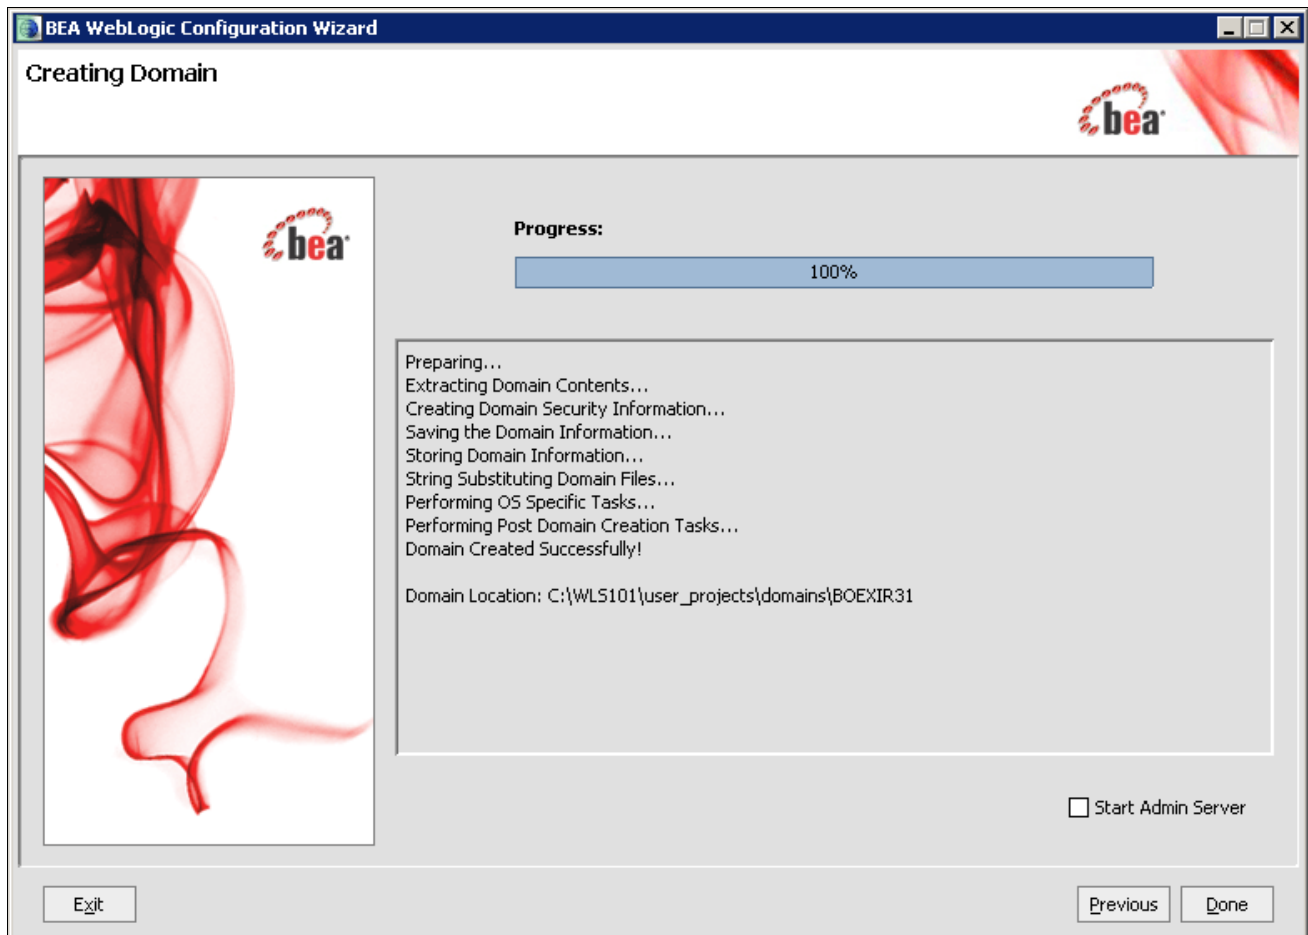 BEA WebLogic Configuration Wizard
Creating Domain
bea
bea
Progress:
100%
Preparing...
Extracting Domain Contents...
Creating Domain Security Information...
Saving the Domain Information...
Storing Domain Information...
String Substituting Domain Files...
Performing OS Specific Tasks...
Performing Post Domain Creation Tasks...
Domain Created Successfully!
Domain Location: C:\WLS101\user_projects\domains\BOEXIR31
Start Admin Server
Exit
Previous
Done